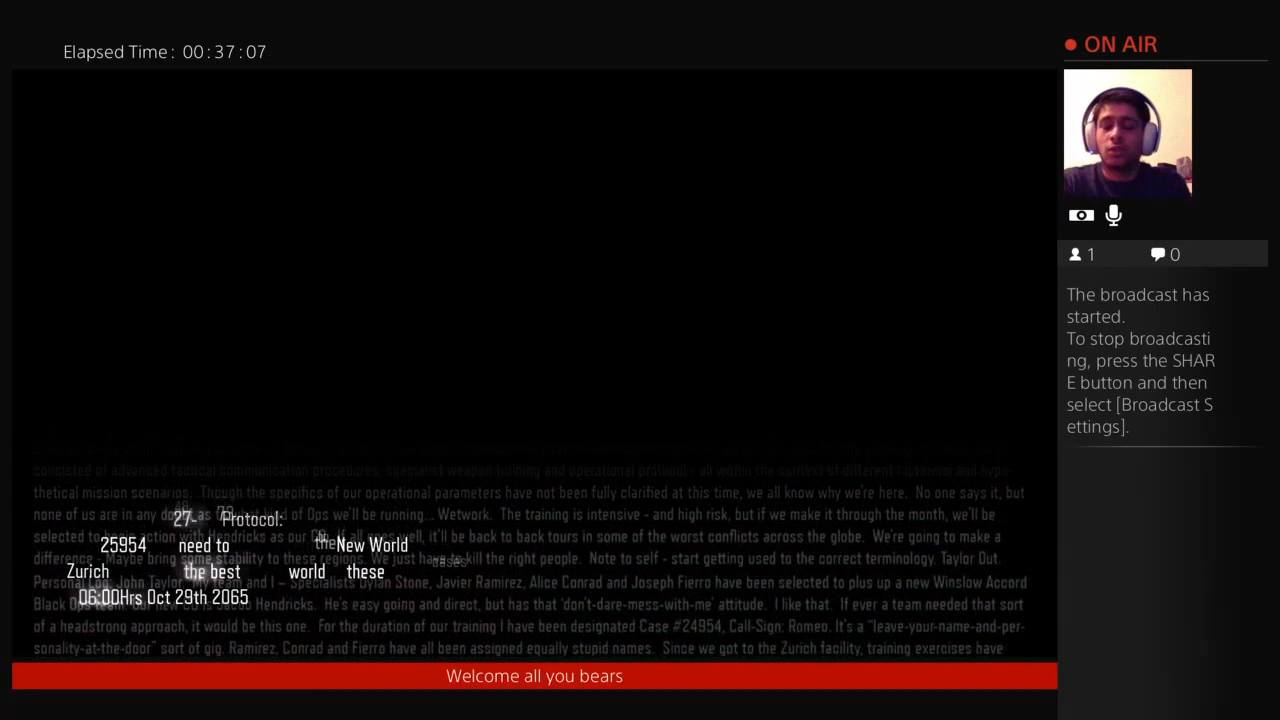 Elapsed Time: 00:37:07
ON AIR
1
0
The broadcast has
started.
To stop broadcasti
ng, press the SHAR
E button and then
select [Broadcast S
ettings].
consisted of advanced tactical communication procedures, specialist weapon training and operational protocol - all within the context of different historical and hypo-
thetical mission scenarios. Though the specifics of our operational parameters have not been fully clarified at this time, we all know why we're here. No one says it, but
none of us are in any do as kind of Ops we'll be running... Wetwork. The training is intensive - and high risk, but if we make it through the month, we'll be
selected to with Hendricks as our if all goes well, it'll be back to back tours in some of the worst conflicts across the globe. We're going to make a
difference - Maybe bring some stability to these regions. We just have to kill the right people. Note to self - start getting used to the correct terminology. Taylor Out.
Personal Log, John Taylor My team and I - Specialists Dylan Stone, Javier Ramirez, Alice Conrad and Joseph Fierro have been selected to plus up a new Winslow Accord
Black Ops team. Our new CO is Jacob Hendricks. He's easy going and direct, but has that 'don't-dare-mess-with-me' attitude. I like that. If ever a team needed that sort
of a headstrong approach, it would be this one. For the duration of our training I have been designated Case #24954, Call-Sign: Romeo. It's a "leave-your-name-and-per-
sonality-at-the-door" sort of gig. Ramirez, Conrad and Fierro have all been assigned equally stupid names. Since we got to the Zurich facility, training exercises have
27- Protocol:
25954 need to the New World
Zurich the best world these
cases
06:00Hrs Oct 29th 2065
Welcome all you bears